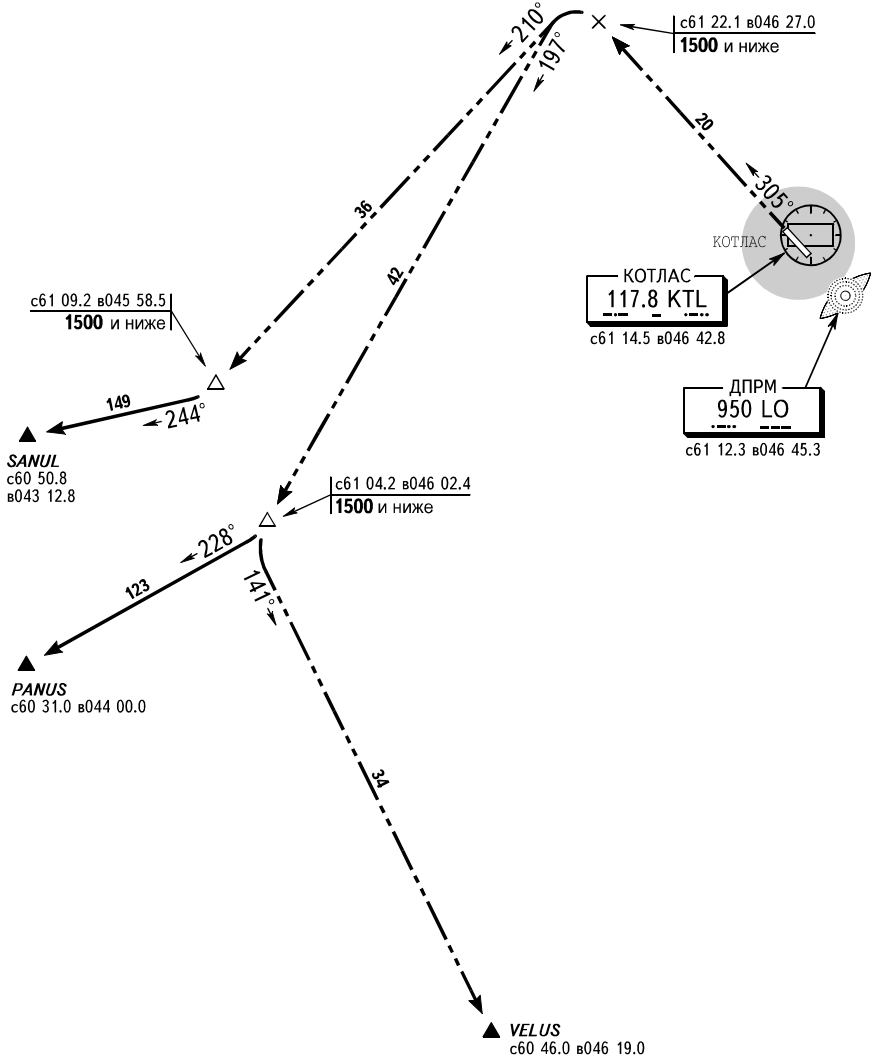 210°
197°
с61 22.1 в046 27.0
1500 и ниже
20
305°
36
КОТЛАС
42
КОТЛАС
117.8 KTL
с61 14.5 в046 42.8
с61 09.2 в045 58.5
1500 и ниже
ДПРМ
950 LO
с61 12.3 в046 45.3
149
244°
SANUL
с60 50.8
в043 12.8
с61 04.2 в046 02.4
1500 и ниже
228°
123
141°
PANUS
с60 31.0 в044 00.0
34
VELUS
с60 46.0 в046 19.0